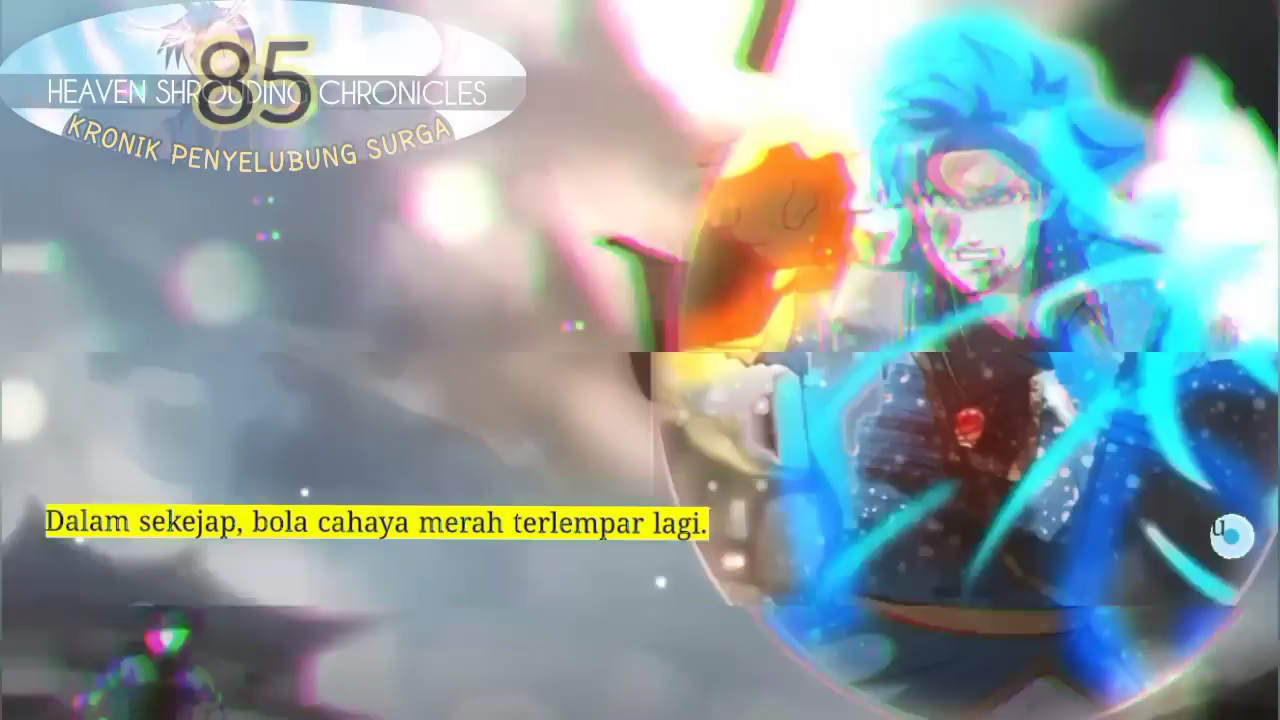 85
HEAVEN SHROUDING CHRONICLES
KRONIK PENYELUBUNG SURGA
Dalam sekejap, bola cahaya merah terlempar lagi.
u